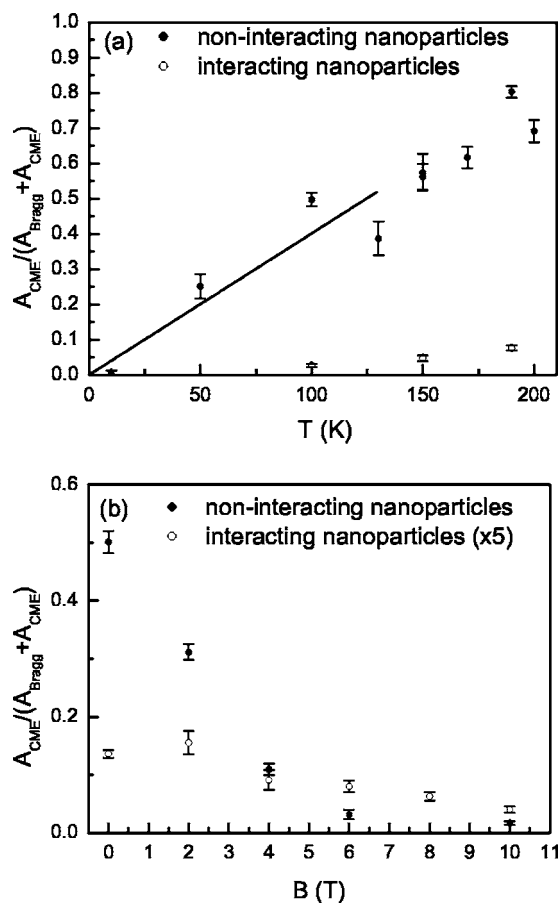 (a)
non-interacting nanoparticles
interacting nanoparticles
1.0
0.9
0.8
0.7
0.6
0.5
0.4
0.3
0.2
0.1
0.0
A_CME/(A_Bragg+A_CME)
0 50 100 150 200
T (K)
(b)
non-interacting nanoparticles
interacting nanoparticles (x5)
0.6
0.4
0.2
0.0
A_CME/(A_Bragg+A_CME)
0 1 2 3 4 5 6 7 8 9 10 11
B (T)